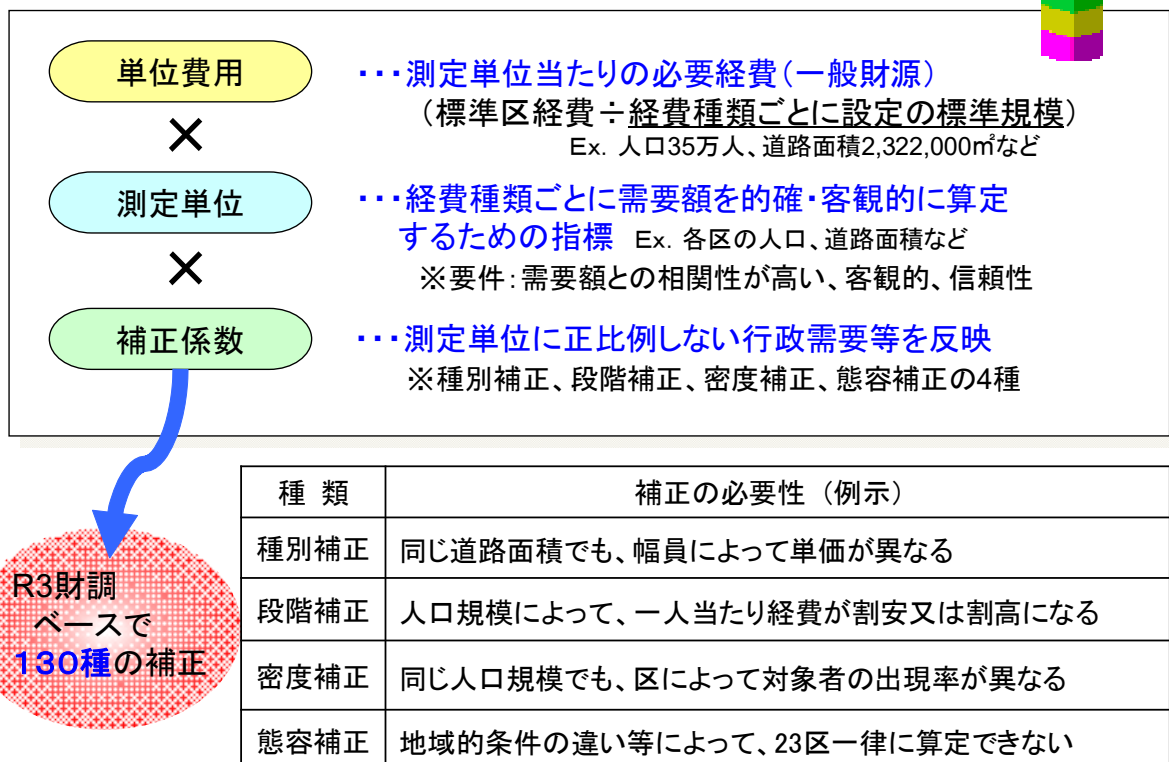 単位費用
・・・測定単位当たりの必要経費(一般財源)
(標準区経費÷経費種類ごとに設定の標準規模)
Ex. 人口35万人、道路面積2,322,000㎡など
×
測定単位
・・・経費種類ごとに需要額を的確・客観的に算定
するための指標 Ex. 各区の人口、道路面積など
※要件:需要額との相関性が高い、客観的、信頼性
×
補正係数
・・・測定単位に正比例しない行政需要等を反映
※種別補正、段階補正、密度補正、態容補正の4種
R3財調
ベースで
130種の補正
種 類 補正の必要性 (例示)
種別補正 同じ道路面積でも、幅員によって単価が異なる
段階補正 人口規模によって、一人当たり経費が割安又は割高になる
密度補正 同じ人口規模でも、区によって対象者の出現率が異なる
態容補正 地域的条件の違い等によって、23区一律に算定できない